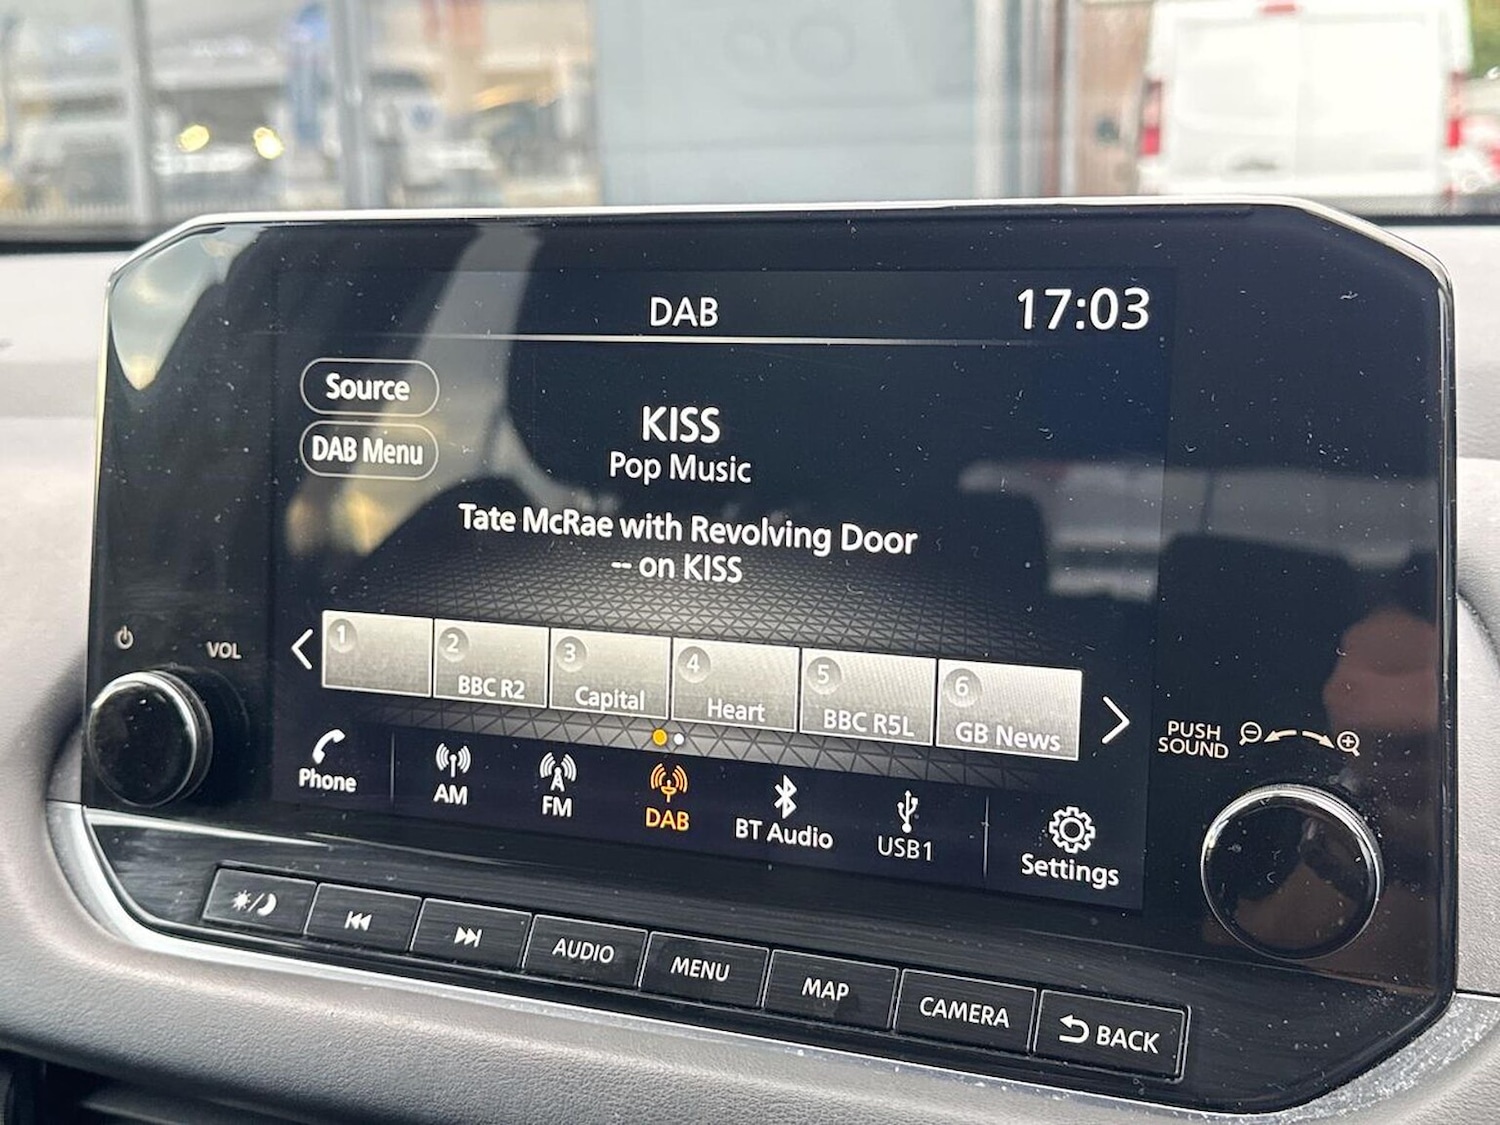 DAB
17:03
Source
DAB Menu
KISS
Pop Music
Tate McRae with Revolving Door
-- on KISS
1
2 BBC R2
3 Capital
4 Heart
5 BBC R5L
6 GB News
VOL
PUSH
SOUND
Phone
AM
FM
DAB
BT Audio
USB1
Settings
AUDIO
MENU
MAP
CAMERA
BACK